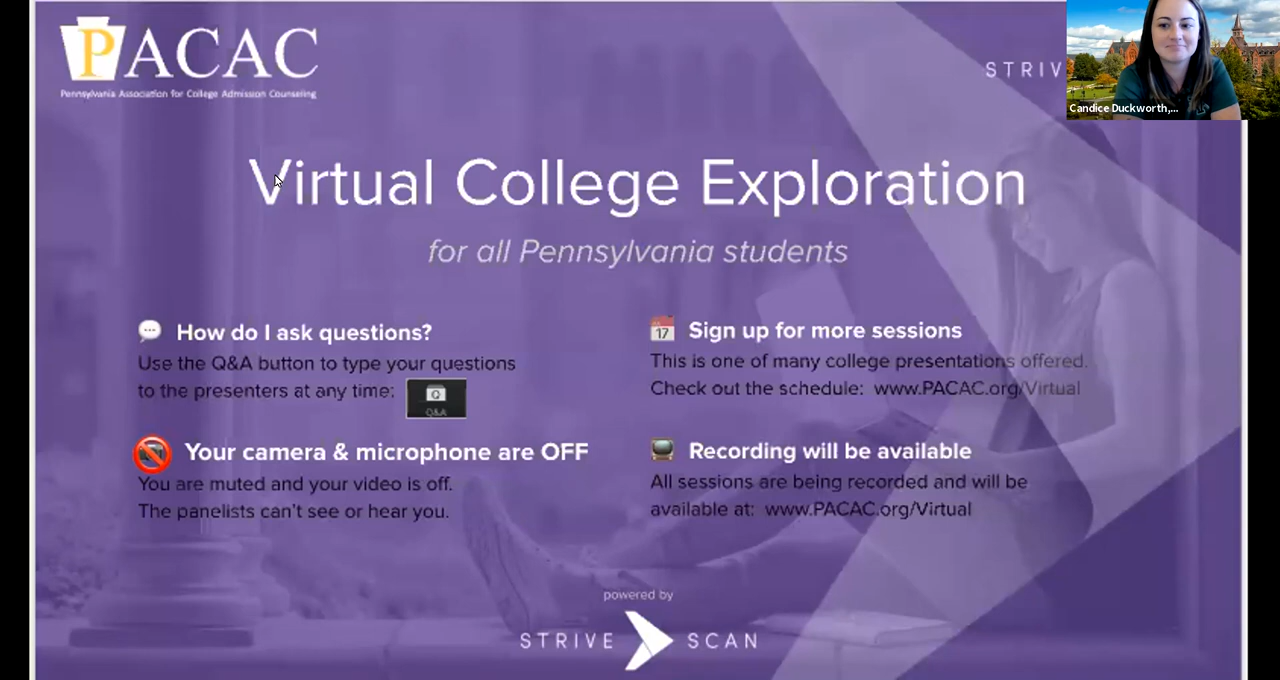 PACAC
Pennsylvania Association for College Admission Counseling
STRIV
Candice Duckworth,...
Virtual College Exploration
for all Pennsylvania students
How do I ask questions?
Use the Q&A button to type your questions
to the presenters at any time:
Q
Q&A
Your camera & microphone are OFF
You are muted and your video is off.
The panelists can't see or hear you.
17
Sign up for more sessions
This is one of many college presentations offered.
Check out the schedule: www.PACAC.org/Virtual
Recording will be available
All sessions are being recorded and will be
available at: www.PACAC.org/Virtual
powered by
STRIVE SCAN